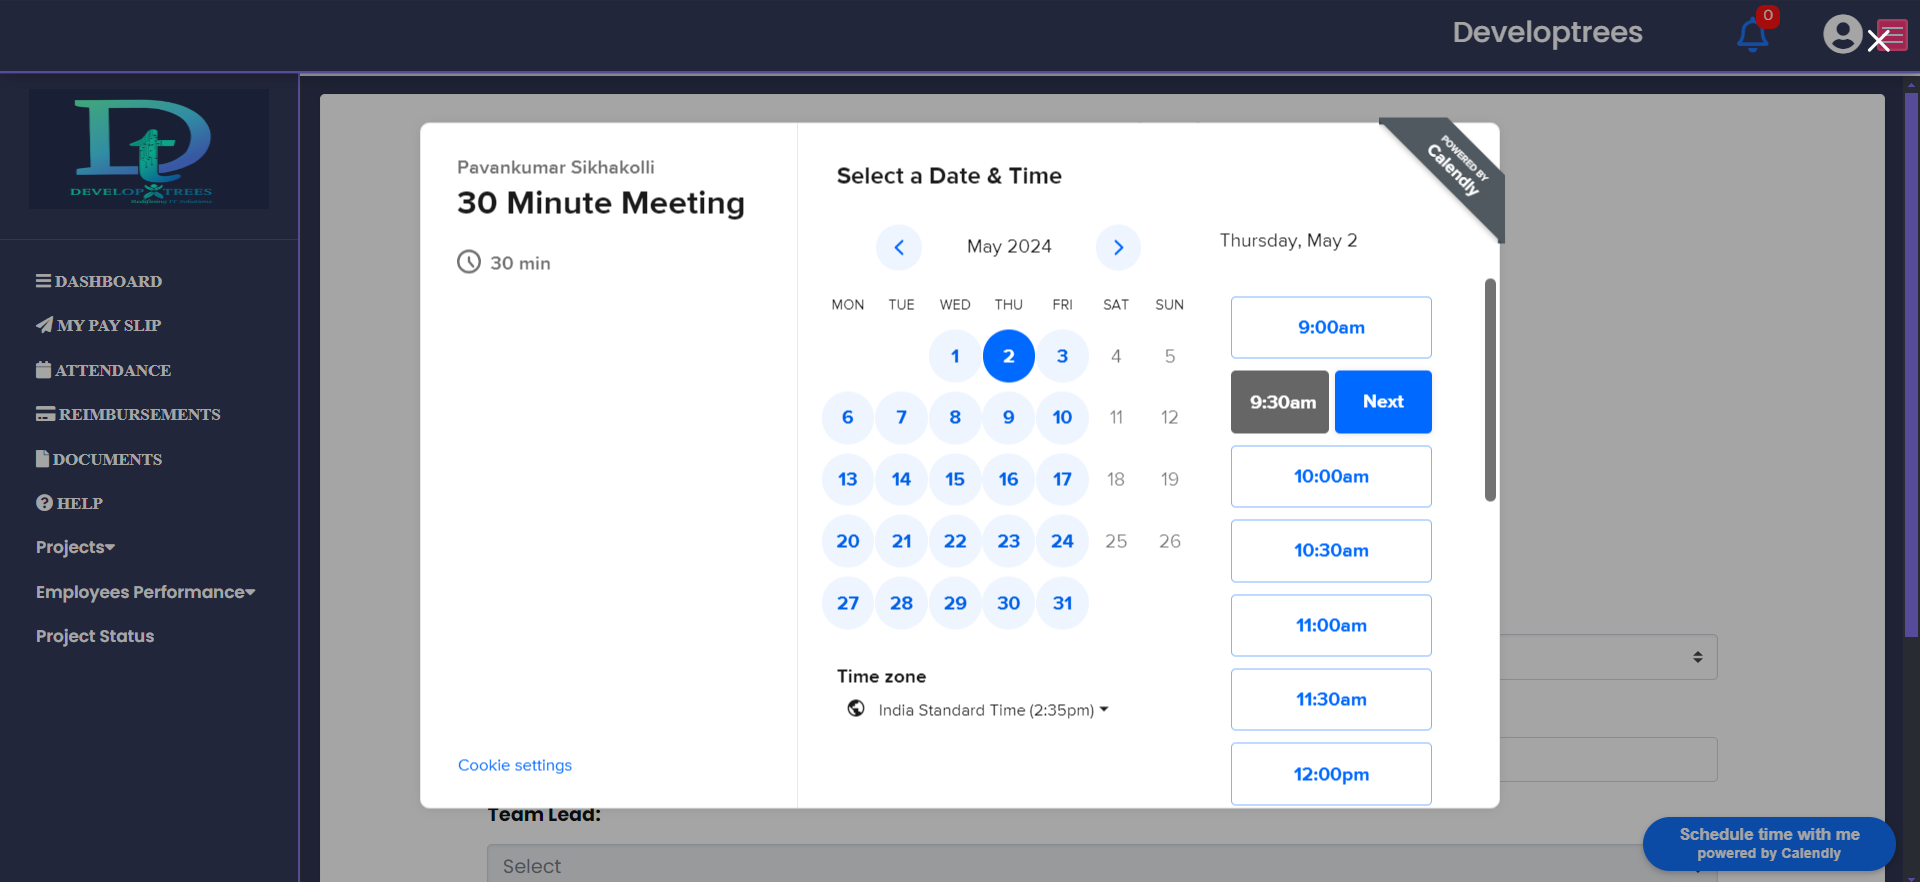 Developtrees
0
DEVELOP TREES
DASHBOARD
MY PAY SLIP
ATTENDANCE
REIMBURSEMENTS
DOCUMENTS
HELP
Projects
Employees Performance
Project Status
Pavankumar Sikhakolli
30 Minute Meeting
30 min
Cookie settings
Select a Date & Time
May 2024
MON TUE WED THU FRI SAT SUN
1 2 3 4 5
6 7 8 9 10 11 12
13 14 15 16 17 18 19
20 21 22 23 24 25 26
27 28 29 30 31
Time zone
India Standard Time (2:35pm)
Thursday, May 2
9:00am
9:30am Next
10:00am
10:30am
11:00am
11:30am
12:00pm
POWERED BY
Calendly
Team Lead:
Select
Schedule time with me
powered by Calendly